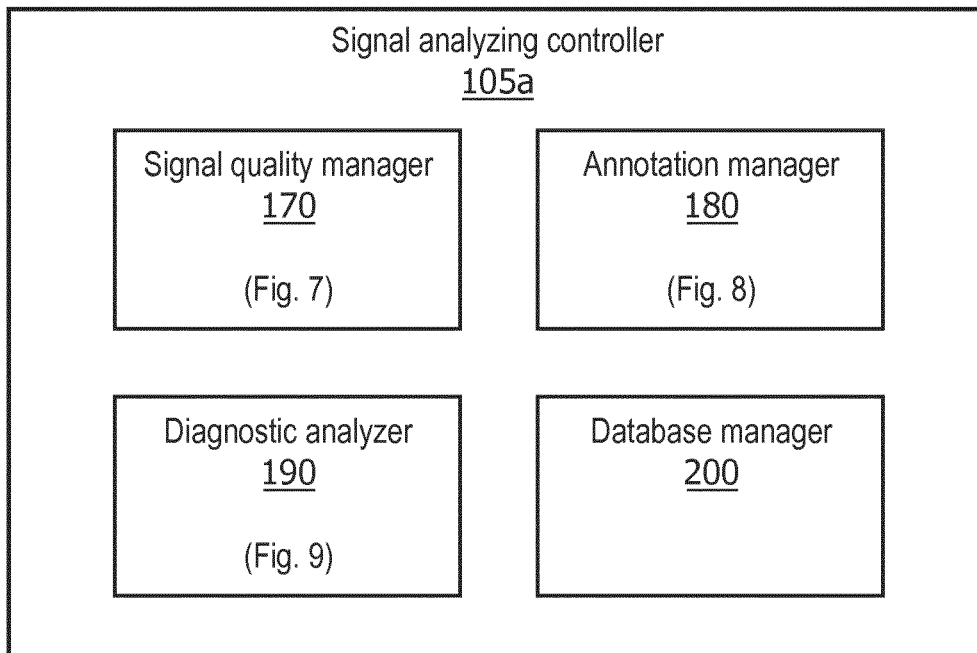 Signal analyzing controller
105a
Signal quality manager
170
(Fig. 7)
Annotation manager
180
(Fig. 8)
Diagnostic analyzer
190
(Fig. 9)
Database manager
200